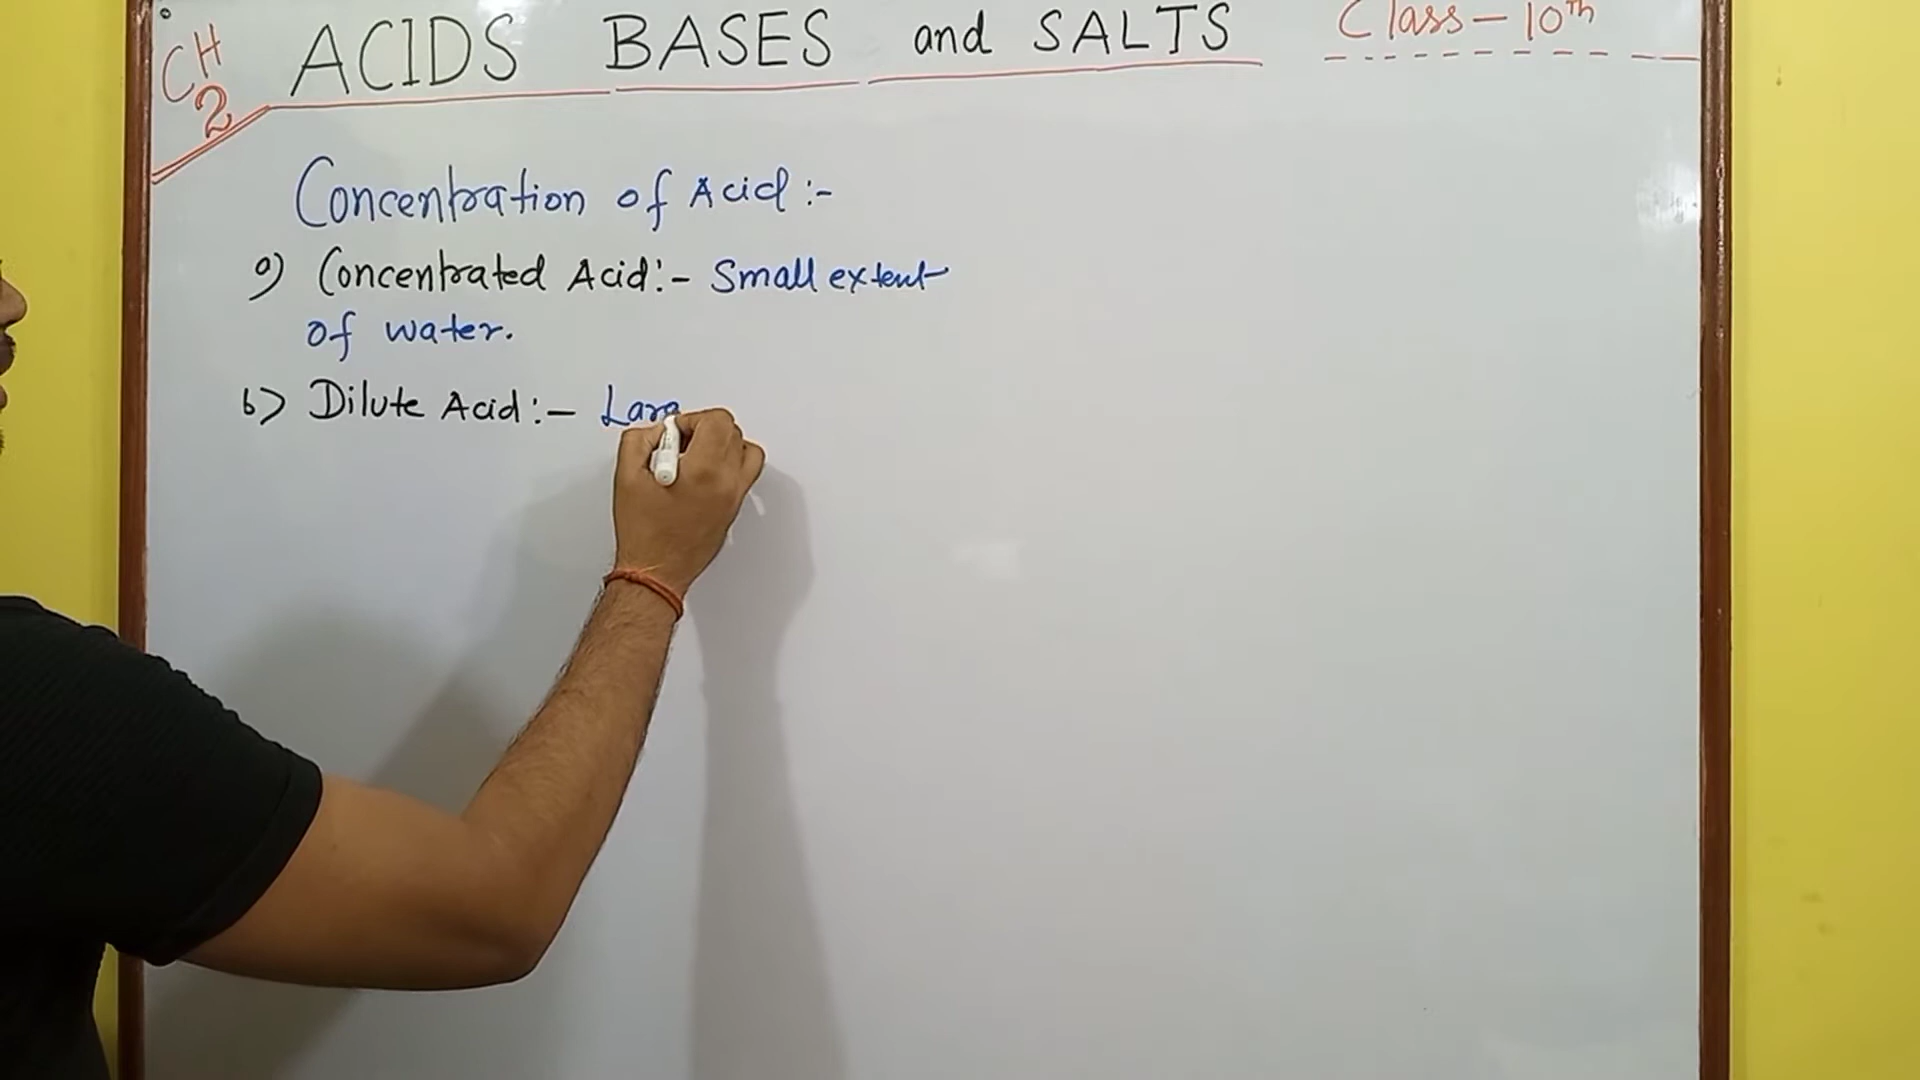 CH 2 ACIDS BASES and SALTS Class - 10th
Concentration of Acid :-
a) Concentrated Acid :- Small extent
of water.
b) Dilute Acid :- Larg